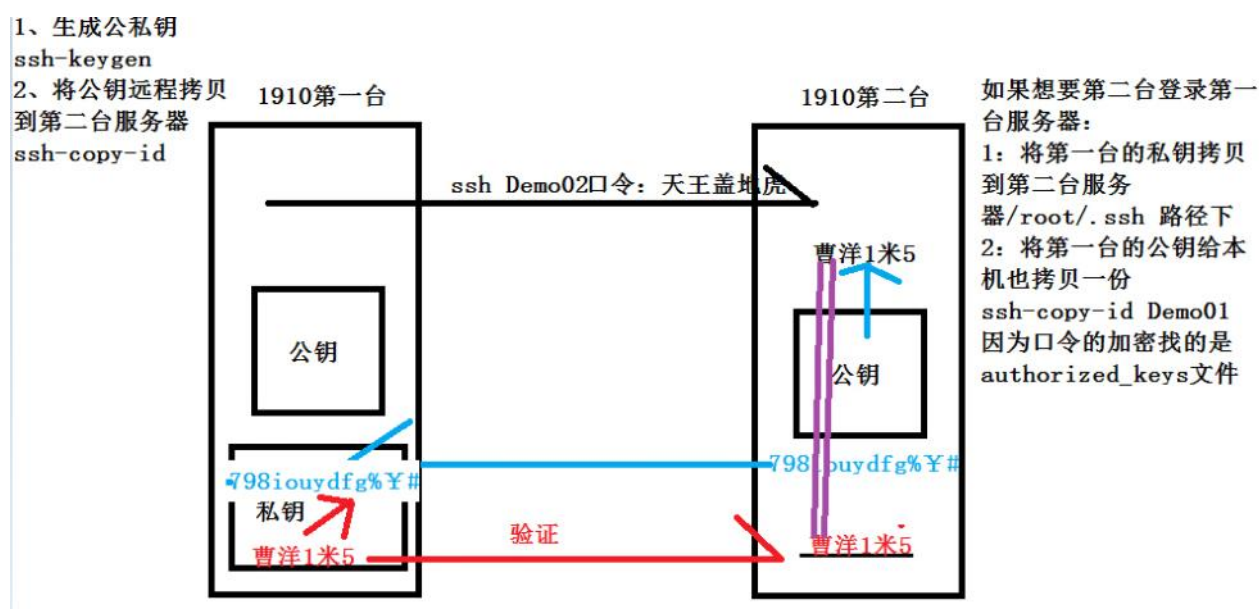 1、生成公私钥
ssh-keygen
2、将公钥远程拷贝
到第二台服务器
ssh-copy-id
1910第一台
1910第二台
ssh Demo02口令: 天王盖地虎
公钥
798iouydfg%￥#
私钥
曹洋1米5
验证
曹洋1米5
公钥
798iouydfg%￥#
曹洋1米5
如果想要第二台登录第一
台服务器:
1: 将第一台的私钥拷贝
到第二台服务
器/root/.ssh 路径下
2: 将第一台的公钥给本
机也拷贝一份
ssh-copy-id Demo01
因为口令的加密找的是
authorized_keys文件